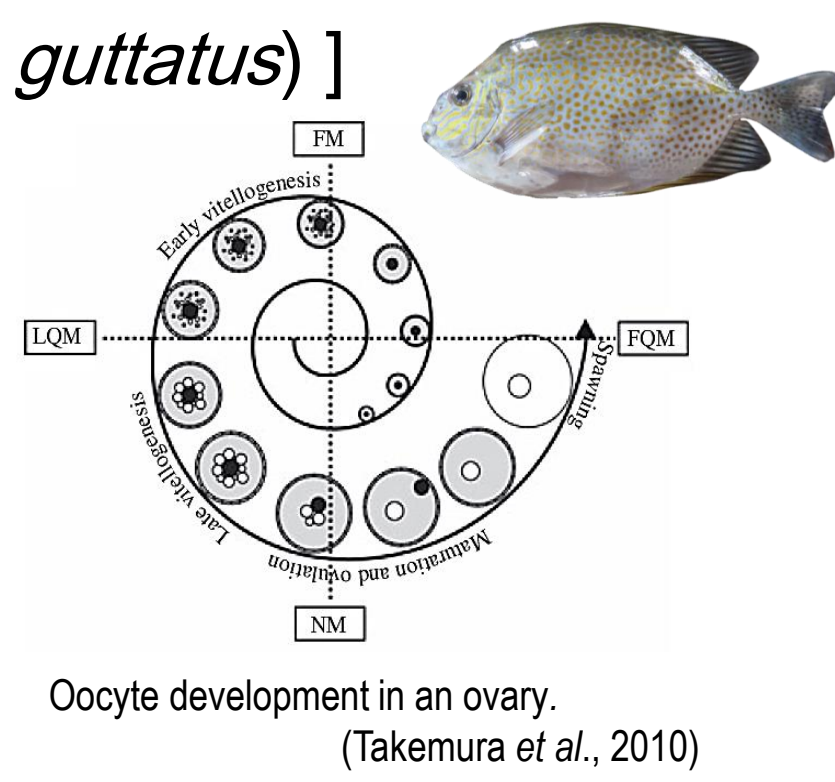 guttatus) ]
FM
Early vitellogenesis
LQM
FQM
Spawning
Late vitellogenesis
Maturation and ovulation
NM
Oocyte development in an ovary.
(Takemura et al., 2010)